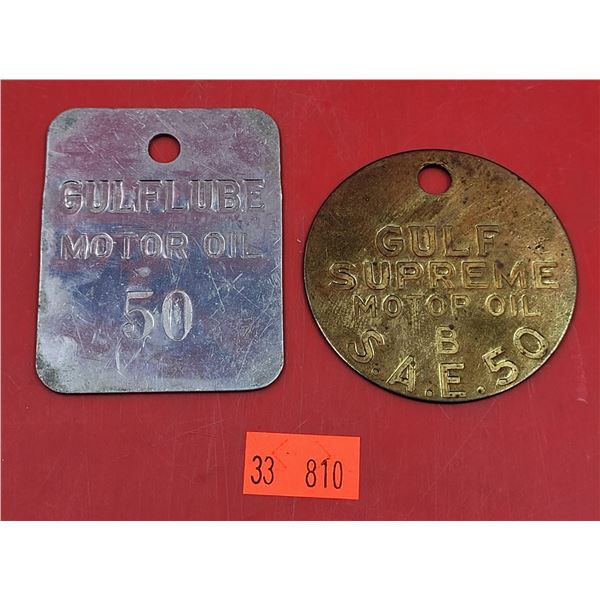 GULFLUBE
MOTOR OIL
50
GULF
SUPREME
MOTOR OIL
B
S.A.E.50
33 810